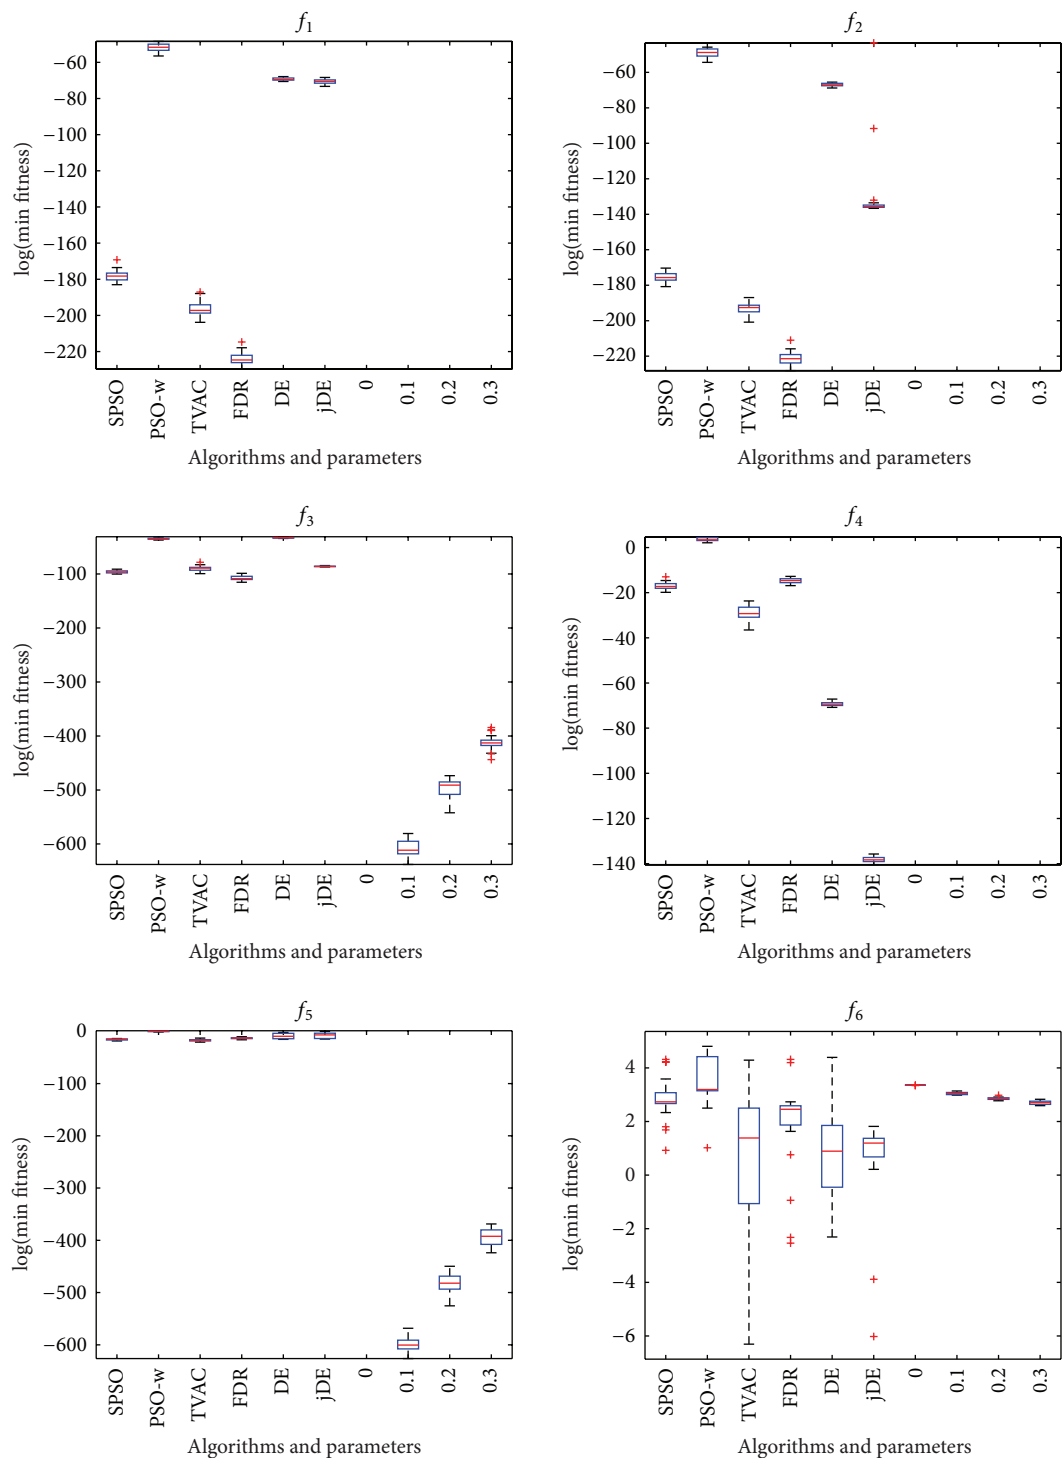 f1
−60
−80
−100
−120
−140
−160
−180
−200
−220
log(min fitness)
SPSO
PSO-w
TVAC
FDR
DE
jDE
0
0.1
0.2
0.3
Algorithms and parameters
f2
−60
−80
−100
−120
−140
−160
−180
−200
−220
log(min fitness)
SPSO
PSO-w
TVAC
FDR
DE
jDE
0
0.1
0.2
0.3
Algorithms and parameters
f3
−100
−200
−300
−400
−500
−600
log(min fitness)
SPSO
PSO-w
TVAC
FDR
DE
jDE
0
0.1
0.2
0.3
Algorithms and parameters
f4
0
−20
−40
−60
−80
−100
−120
−140
log(min fitness)
SPSO
PSO-w
TVAC
FDR
DE
jDE
0
0.1
0.2
0.3
Algorithms and parameters
f5
0
−100
−200
−300
−400
−500
−600
log(min fitness)
SPSO
PSO-w
TVAC
FDR
DE
jDE
0
0.1
0.2
0.3
Algorithms and parameters
f6
4
2
0
−2
−4
−6
log(min fitness)
SPSO
PSO-w
TVAC
FDR
DE
jDE
0
0.1
0.2
0.3
Algorithms and parameters